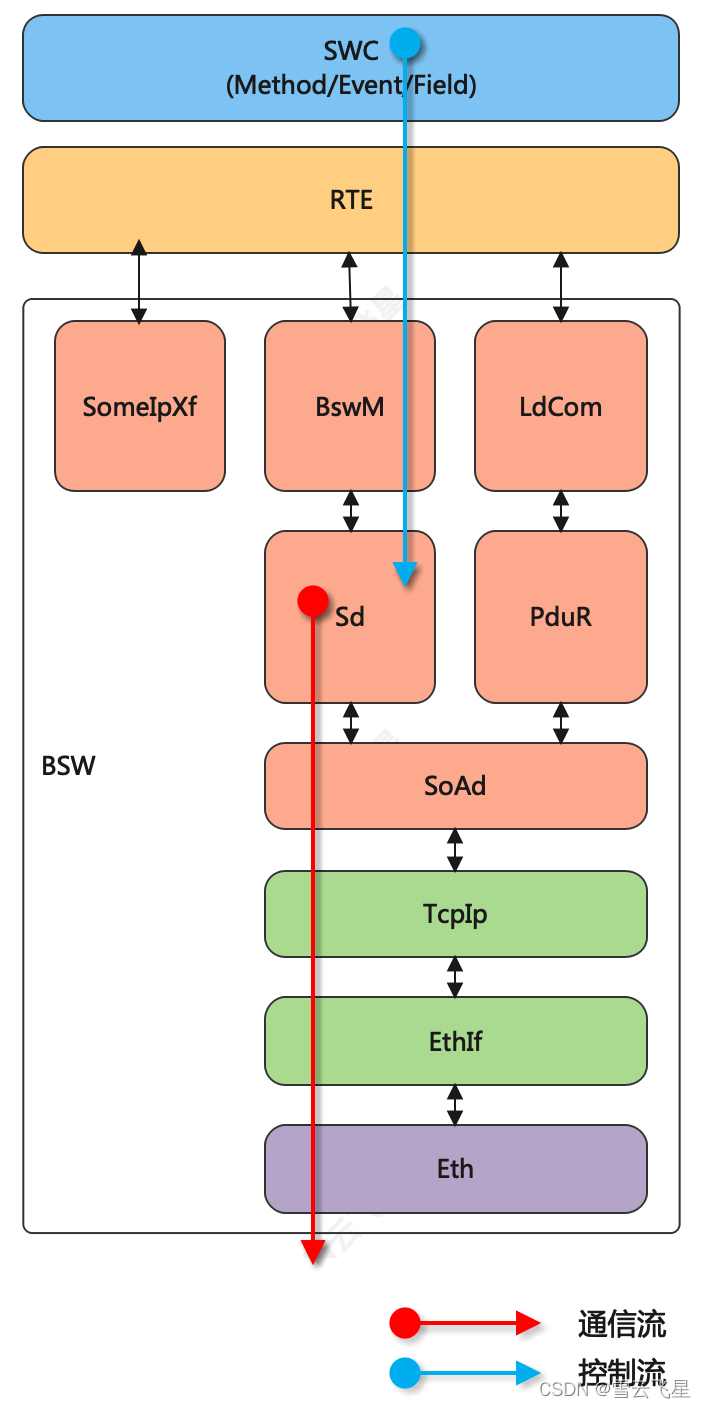 SWC
(Method/Event/Field)
RTE
SomeIpXf
BswM
LdCom
Sd
PduR
BSW
SoAd
TcpIp
EthIf
Eth
通信流
控制流
CSDN @雪云飞星